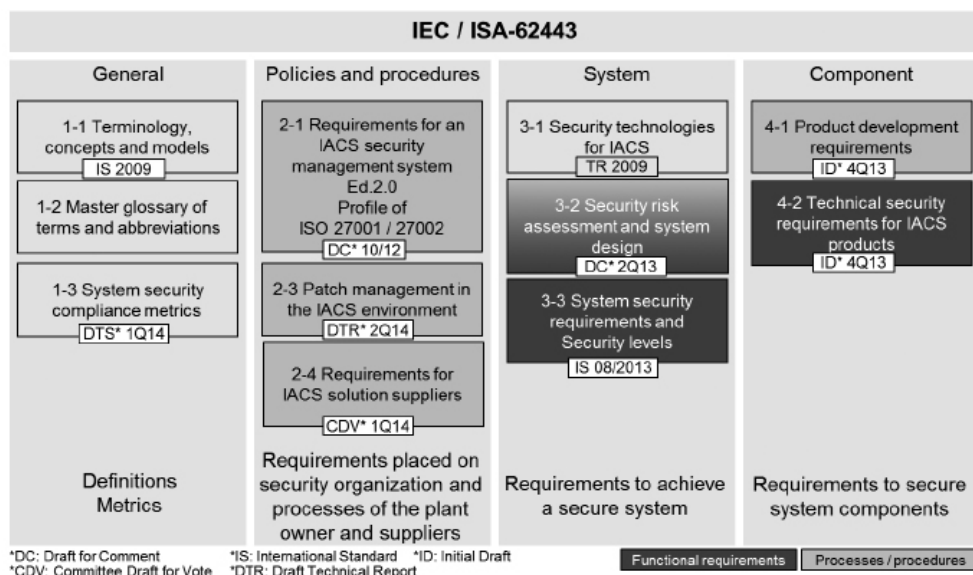 IEC / ISA-62443
General
1-1 Terminology,
concepts and models
IS 2009
1-2 Master glossary of
terms and abbreviations
1-3 System security
compliance metrics
DTS* 1Q14
Definitions
Metrics
Policies and procedures
2-1 Requirements for an
IACS security
management system
Ed.2.0
Profile of
ISO 27001 / 27002
DC* 10/12
2-3 Patch management in
the IACS environment
DTR* 2Q14
2-4 Requirements for
IACS solution suppliers
CDV* 1Q14
Requirements placed on
security organization and
processes of the plant
owner and suppliers
System
3-1 Security technologies
for IACS
TR 2009
3-2 Security risk
assessment and system
design
DC* 2Q13
3-3 System security
requirements and
Security levels
IS 08/2013
Requirements to achieve
a secure system
Component
4-1 Product development
requirements
ID* 4Q13
4-2 Technical security
requirements for IACS
products
ID* 4Q13
Requirements to secure
system components
*DC: Draft for Comment *IS: International Standard *ID: Initial Draft
*CDV: Committee Draft for Vote *DTR: Draft Technical Report
Functional requirements Processes / procedures